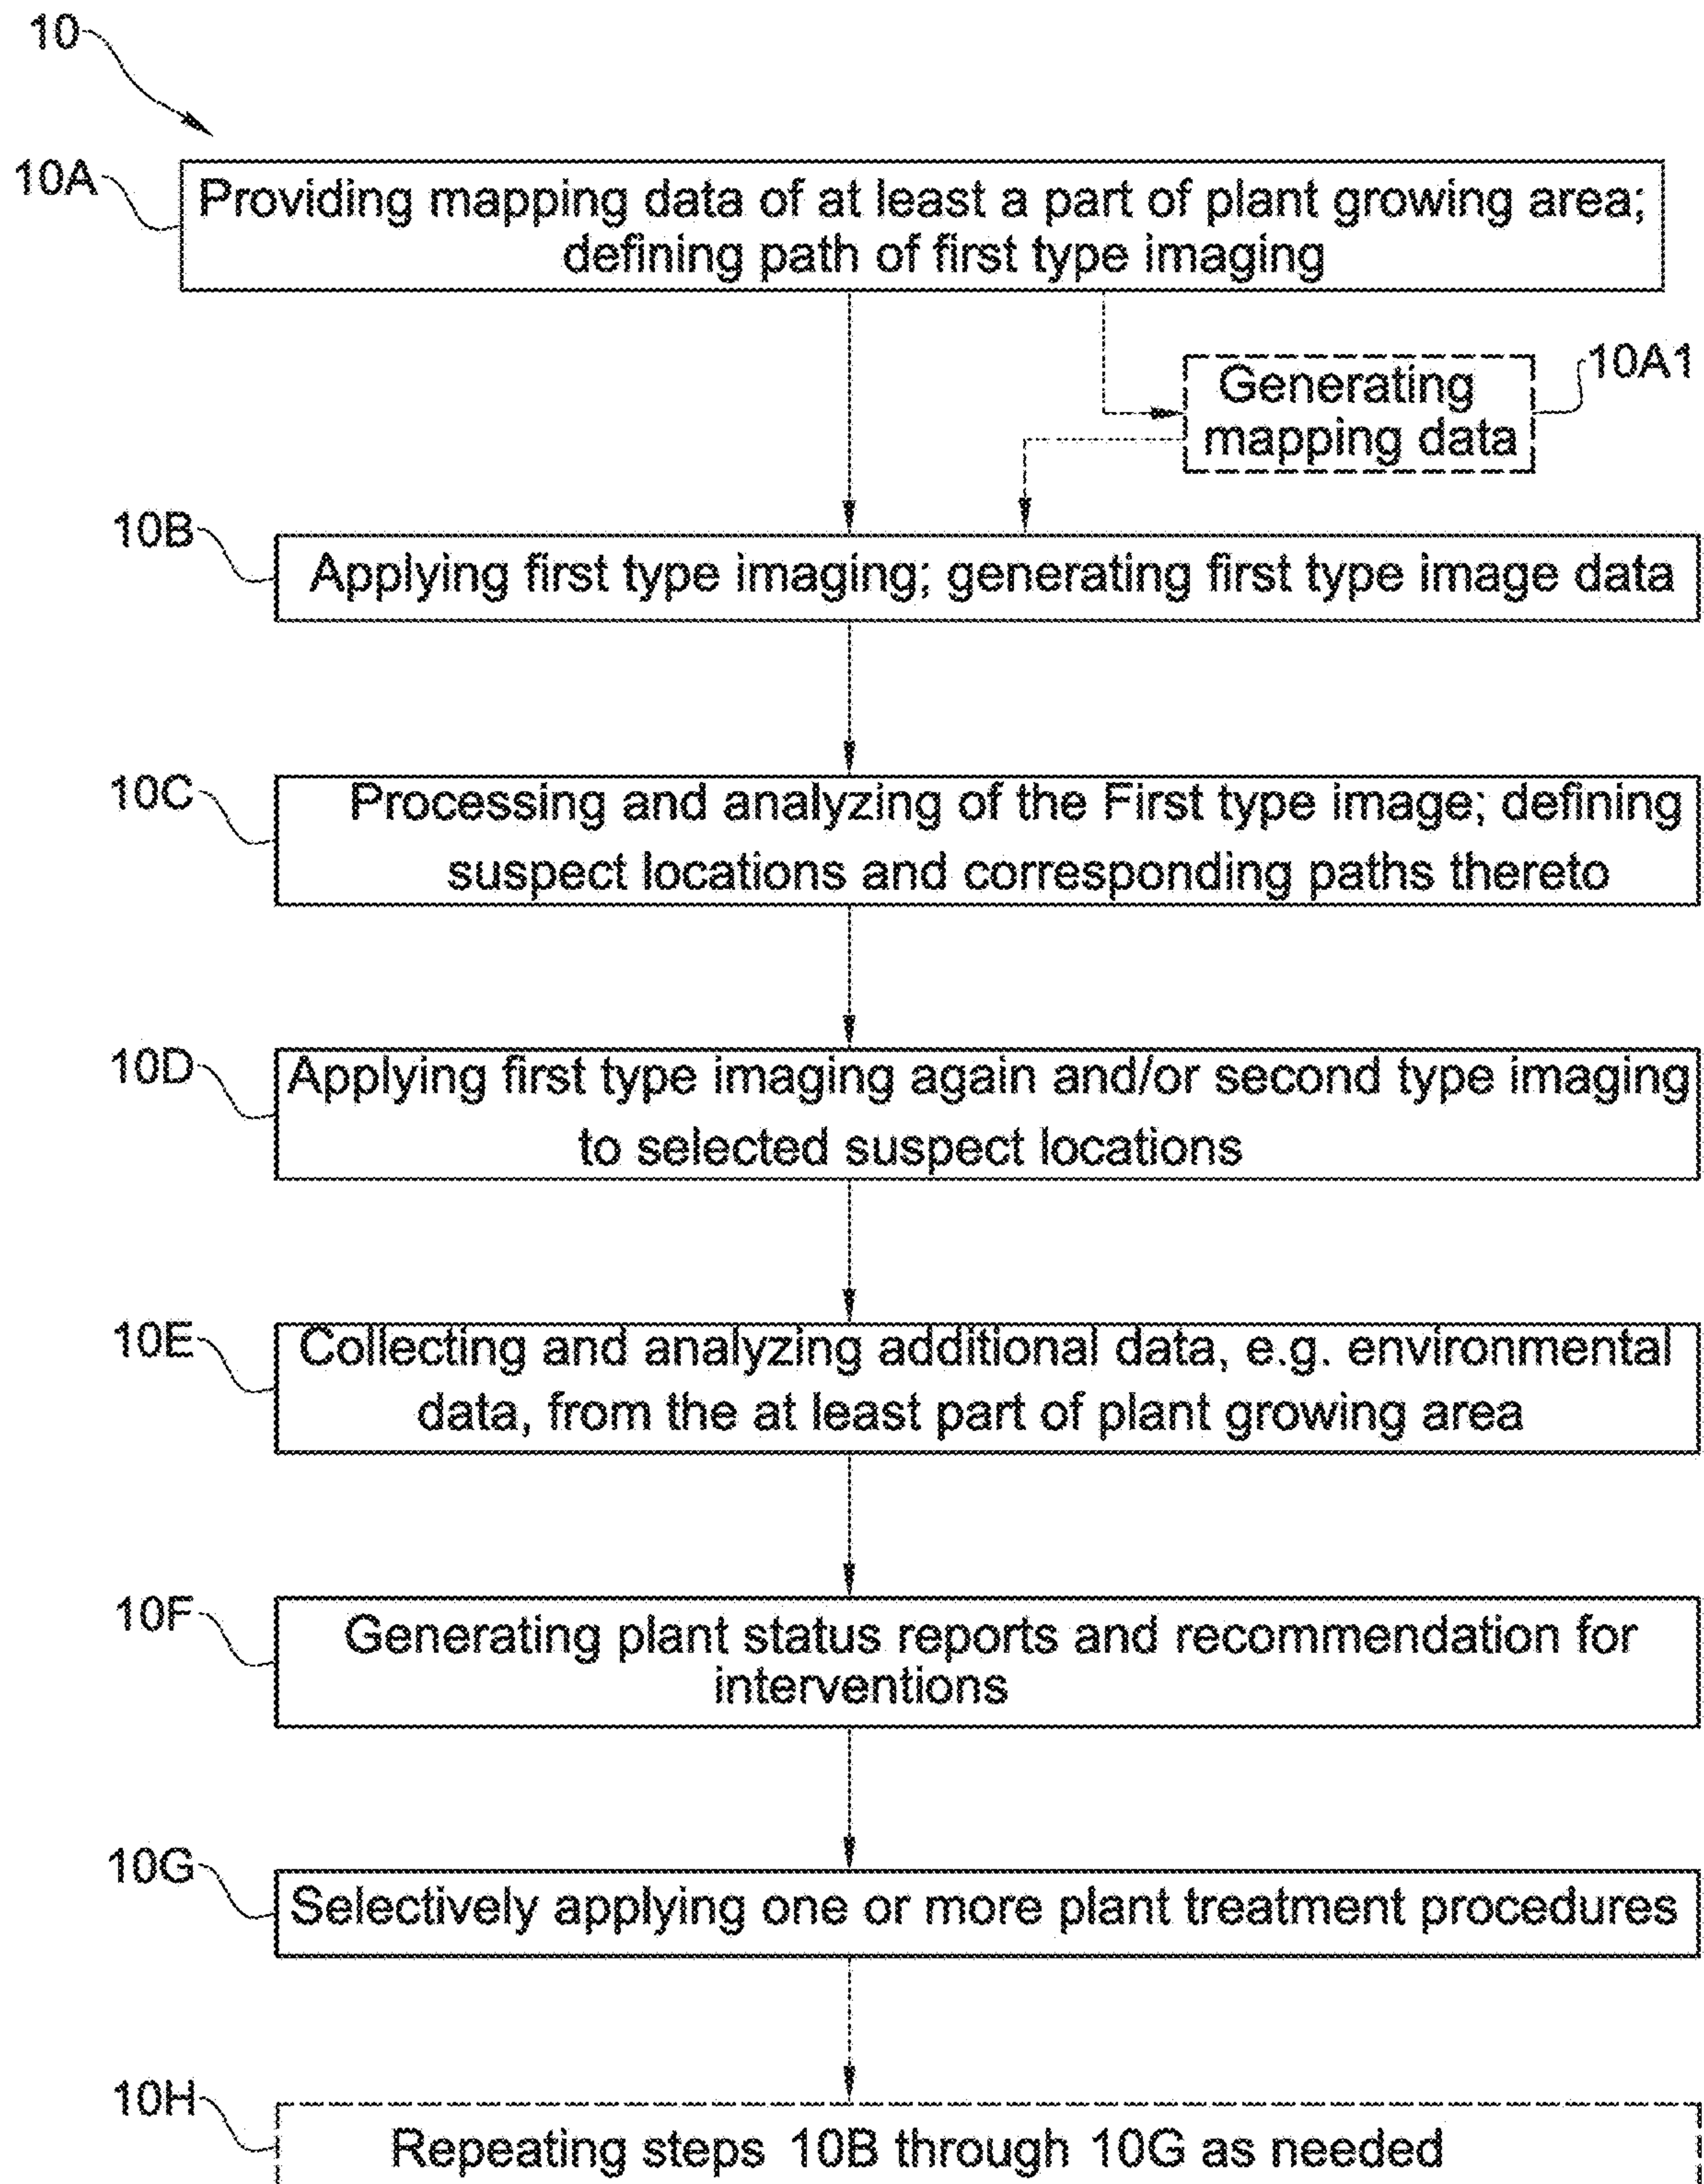 10
10A
Providing mapping data of at least a part of plant growing area;
defining path of first type imaging
10A1
Generating
mapping data
10B
Applying first type imaging; generating first type image data
10C
Processing and analyzing of the First type image; defining
suspect locations and corresponding paths thereto
10D
Applying first type imaging again and/or second type imaging
to selected suspect locations
10E
Collecting and analyzing additional data, e.g. environmental
data, from the at least part of plant growing area
10F
Generating plant status reports and recommendation for
interventions
10G
Selectively applying one or more plant treatment procedures
10H
Repeating steps 10B through 10G as needed